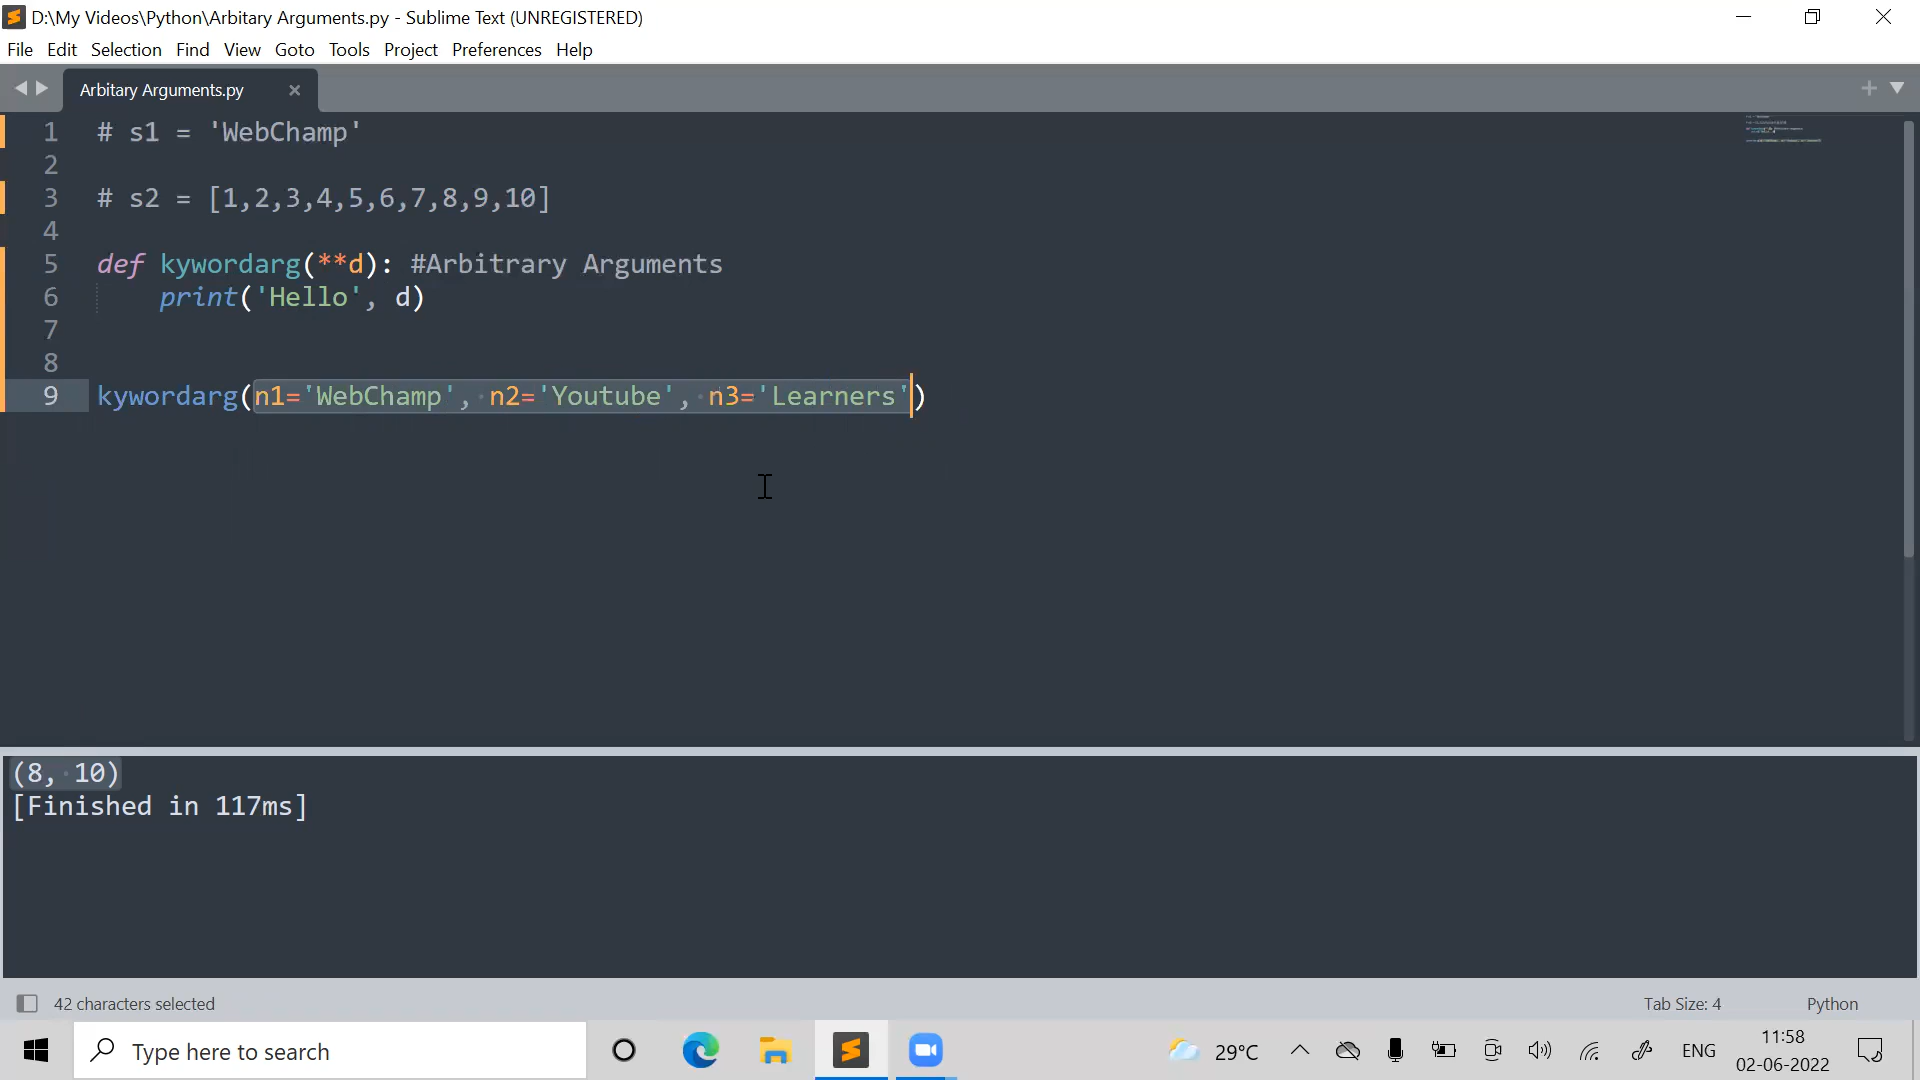 D:\My Videos\Python\Arbitary Arguments.py - Sublime Text (UNREGISTERED)
File Edit Selection Find View Goto Tools Project Preferences Help
Arbitary Arguments.py
1 # s1 = 'WebChamp'
2
3 # s2 = [1,2,3,4,5,6,7,8,9,10]
4
5 def kywordarg(**d): #Arbitrary Arguments
6 print('Hello', d)
7
8
9 kywordarg(n1='WebChamp', n2='Youtube', n3='Learners')
(8, 10)
[Finished in 117ms]
42 characters selected Tab Size: 4 Python
Type here to search 29°C ENG 11:58
02-06-2022